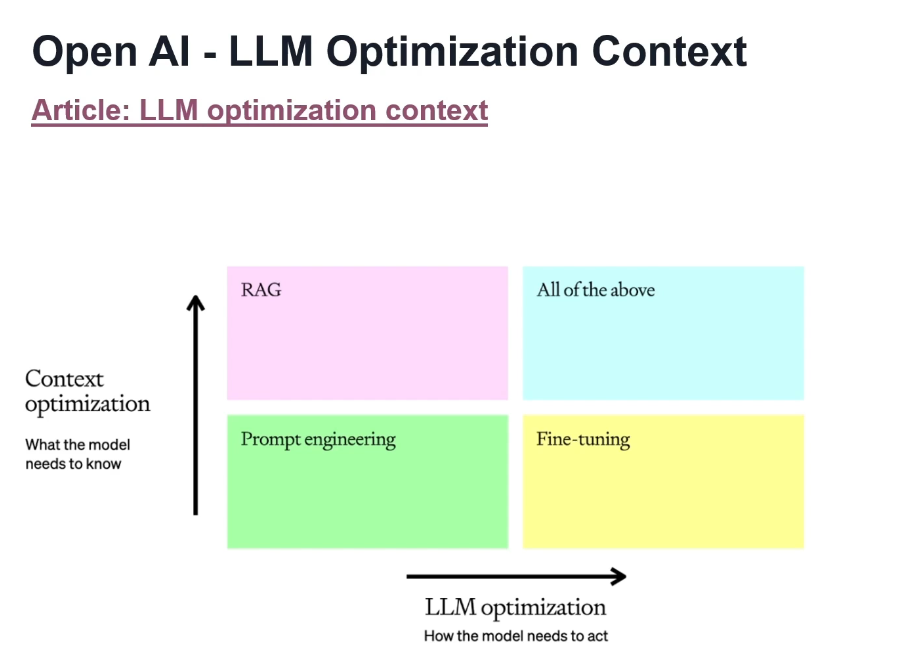 Open AI - LLM Optimization Context
Article: LLM optimization context
RAG
All of the above
Context
optimization
What the model
needs to know
Prompt engineering
Fine-tuning
LLM optimization
How the model needs to act